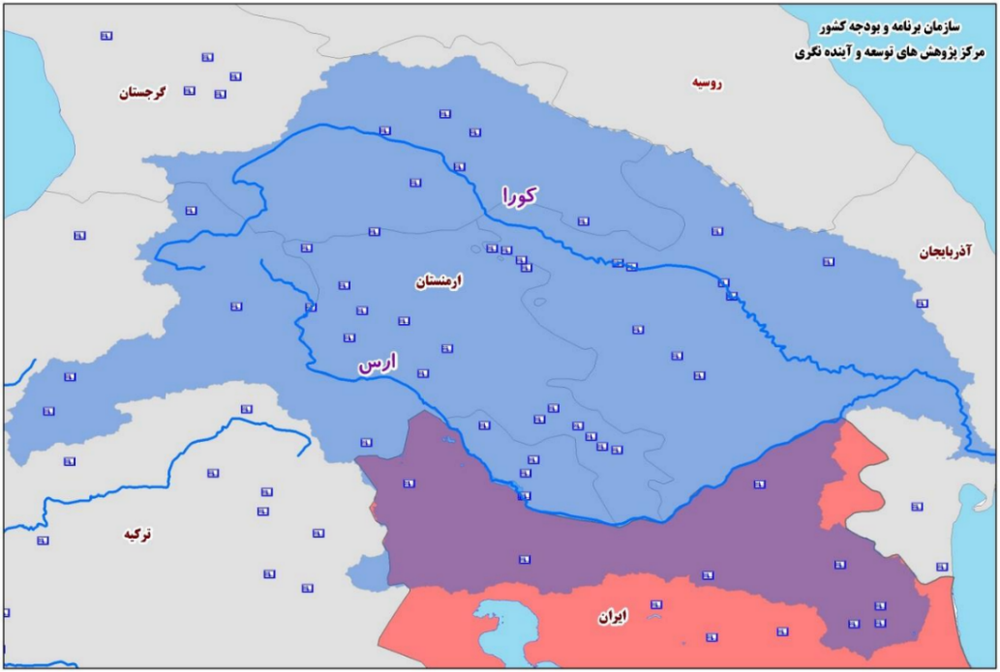 سازمان برنامه و بودجه کشور
مرکز پژوهش های توسعه و آینده نگری
روسیه
گرجستان
کورا
آذربایجان
ارمنستان
ارس
ترکیه
ایران